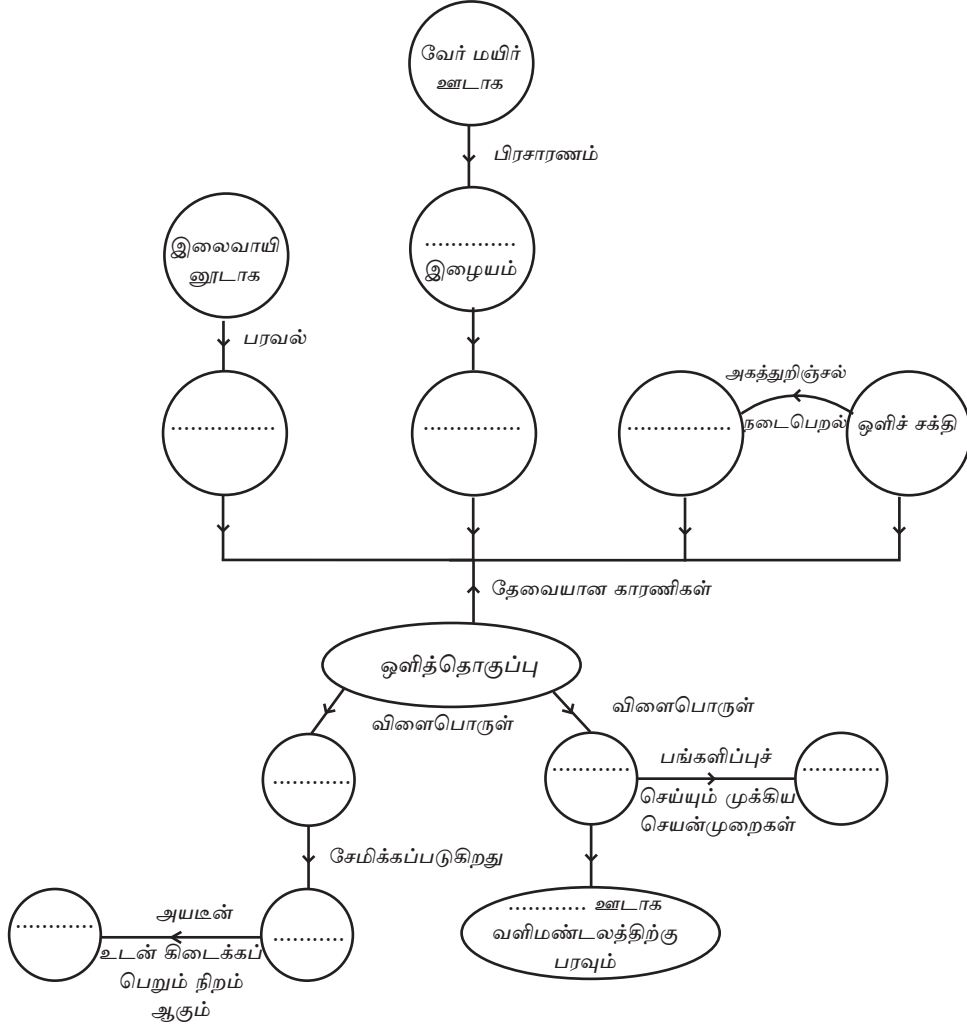 வேர் மயிர்
ஊடாக
பிரசாரணம்
இலைவாயி
னூடாக
...............
இழையம்
பரவல்
அகத்துறிஞ்சல்
நடைபெறல்
ஒளிச் சக்தி
.................
................
.................
தேவையான காரணிகள்
ஒளித்தொகுப்பு
விளைபொருள்
விளைபொருள்
.............
.............
பங்களிப்புச்
செய்யும் முக்கிய
செயன்முறைகள்
.............
சேமிக்கப்படுகிறது
............. ஊடாக
வளிமண்டலத்திற்கு
பரவும்
.............
அயடீன்
உடன் கிடைக்கப்
பெறும் நிறம்
ஆகும்
............